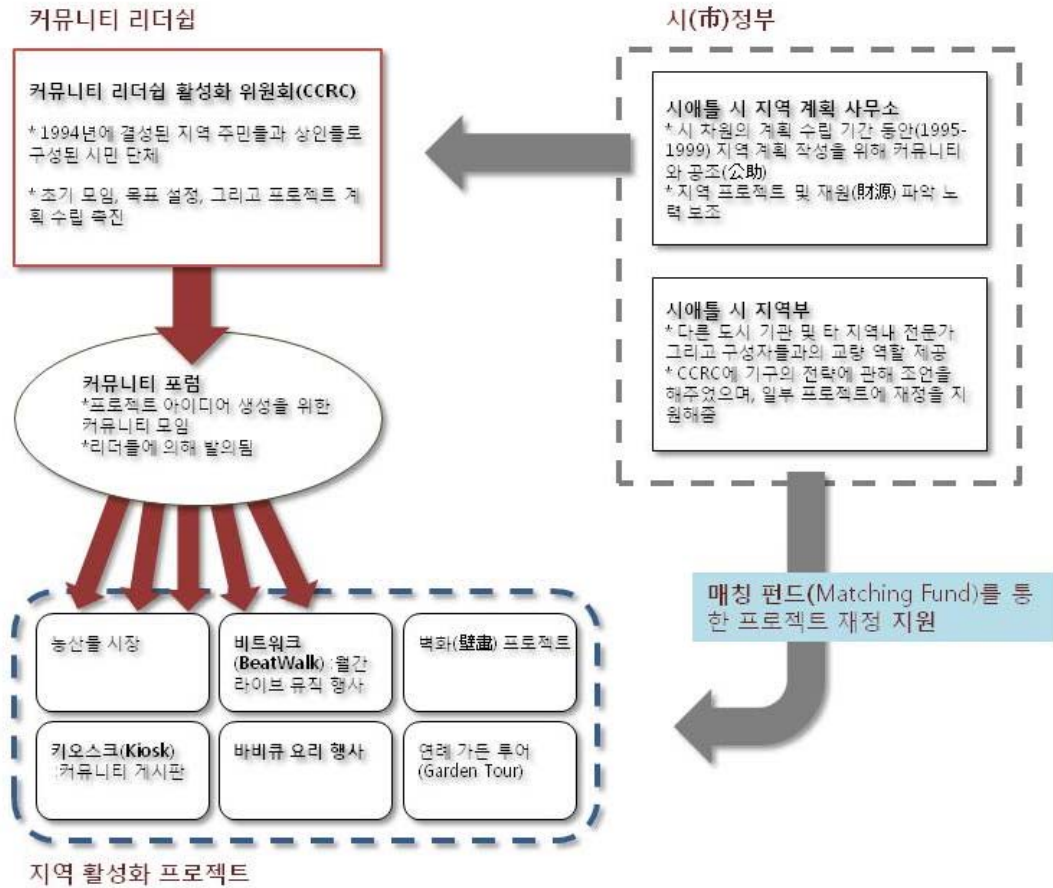 커뮤니티 리더쉽
커뮤니티 리더쉽 활성화 위원회(CCRC)
* 1994년에 결성된 지역 주민들과 상인들로
구성된 시민 단체
* 초기 모임, 목표 설정, 그리고 프로젝트 계
획 수립 촉진
커뮤니티 포럼
*프로젝트 아이디어 생성을 위한
커뮤니티 모임
*리더들에 의해 발의됨
시(市)정부
시애틀 시 지역 계획 사무소
* 시 차원의 계획 수립 기간 동안(1995-
1999) 지역 계획 작성을 위해 커뮤니티
와 공조(公助)
* 지역 프로젝트 및 재원(財源) 파악 노
력 보조
시애틀 시 지역부
* 다른 도시 기관 및 타 지역내 전문가
그리고 구성자들과의 교량 역할 제공
* CCRC에 기구의 전략에 관해 조언을
해주었으며, 일부 프로젝트에 재정을 지
원해줌
매칭 펀드(Matching Fund)를 통
한 프로젝트 재정 지원
농산물 시장
비트워크
(BeatWalk) :월간
라이브 뮤직 행사
벽화(壁畵) 프로젝트
키오스크(Kiosk)
:커뮤니티 게시판
바비큐 요리 행사
연례 가든 투어
(Garden Tour)
지역 활성화 프로젝트